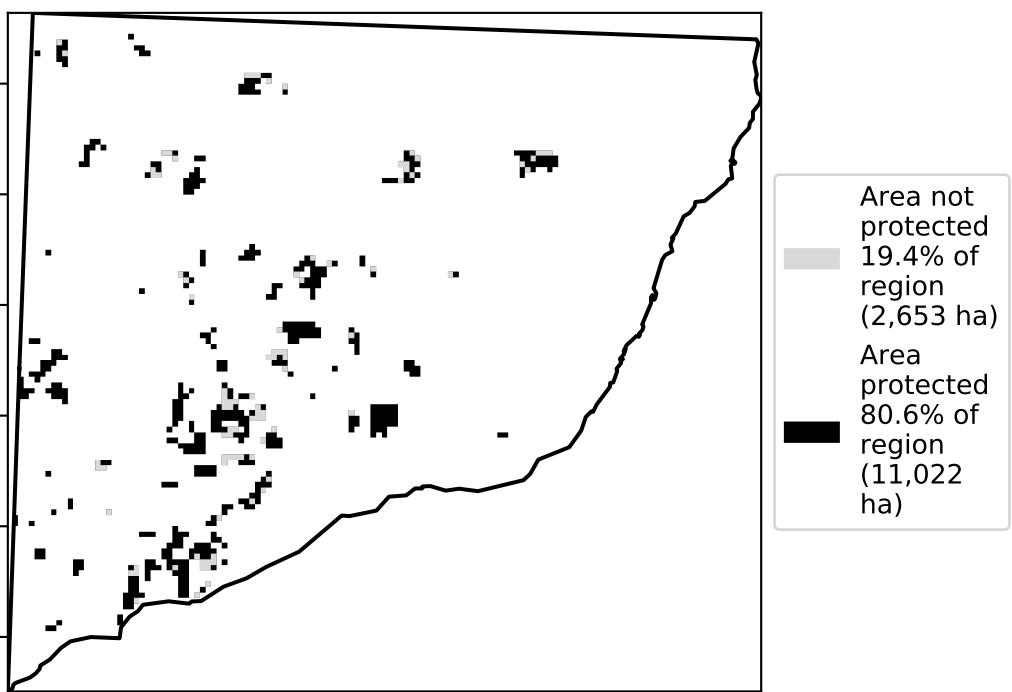 Area not
protected
19.4% of
region
(2,653 ha)
Area
protected
80.6% of
region
(11,022
ha)